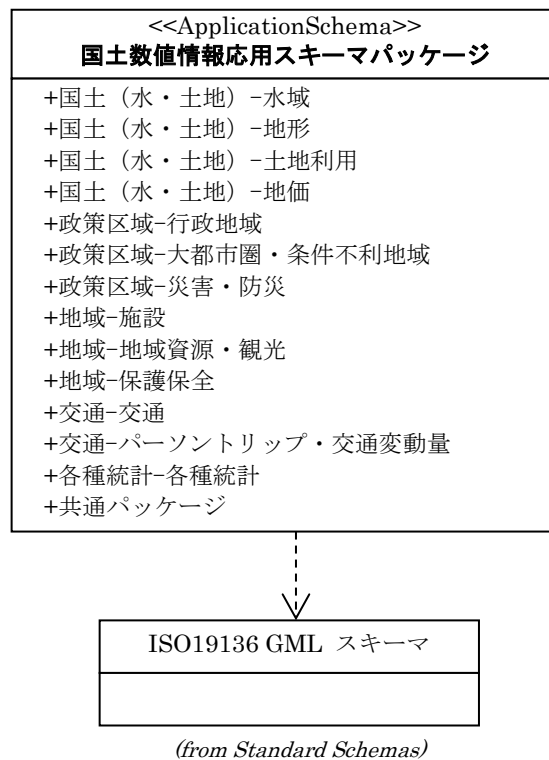 <<ApplicationSchema>>
国土数値情報応用スキーマパッケージ
+国土（水・土地）-水域
+国土（水・土地）-地形
+国土（水・土地）-土地利用
+国土（水・土地）-地価
+政策区域-行政地域
+政策区域-大都市圏・条件不利地域
+政策区域-災害・防災
+地域-施設
+地域-地域資源・観光
+地域-保護保全
+交通-交通
+交通-パーソントリップ・交通変動量
+各種統計-各種統計
+共通パッケージ
ISO19136 GML スキーマ
(from Standard Schemas)